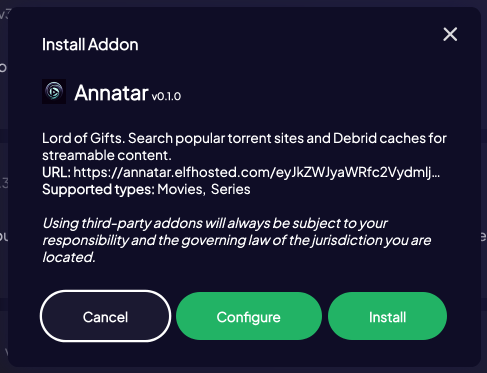 Install Addon
Annatar v0.1.0
Lord of Gifts. Search popular torrent sites and Debrid caches for
streamable content.
URL: https://annatar.elfhosted.com/eyJkZWJyaWRfc2Vydmlj...
Supported types: Movies, Series
Using third-party addons will always be subject to your
responsibility and the governing law of the jurisdiction you are
located.
Cancel
Configure
Install